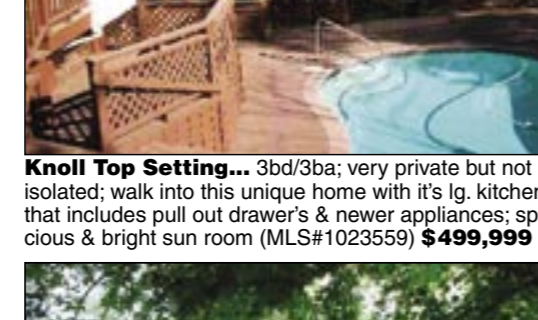 Knoll Top Setting... 3bd/3ba; very private but not
isolated; walk into this unique home with it's lg. kitchen
that includes pull out drawer's & newer appliances; sp
cious & bright sun room (MLS#1023559) $499,999